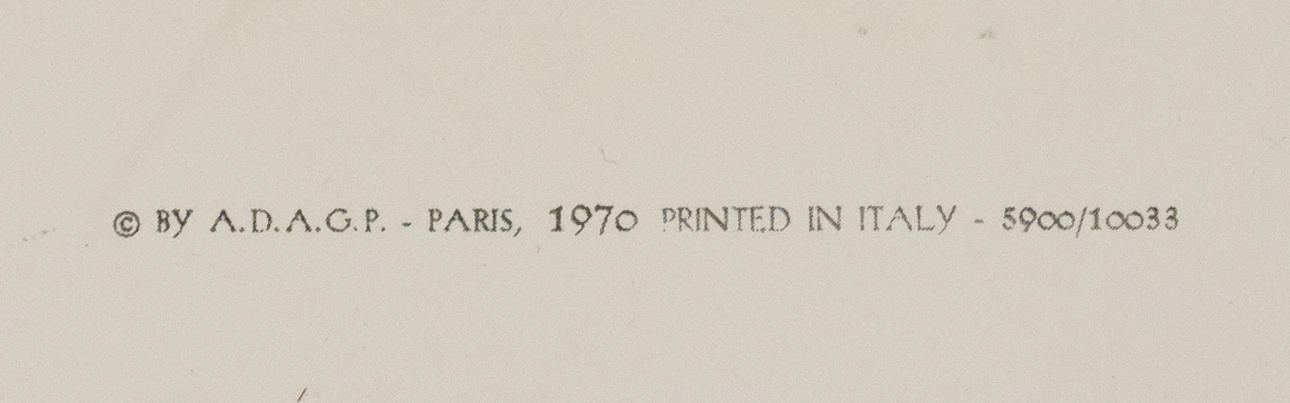 © BY A.D.A.G.P. - PARIS, 1970 PRINTED IN ITALY - 5900/10033